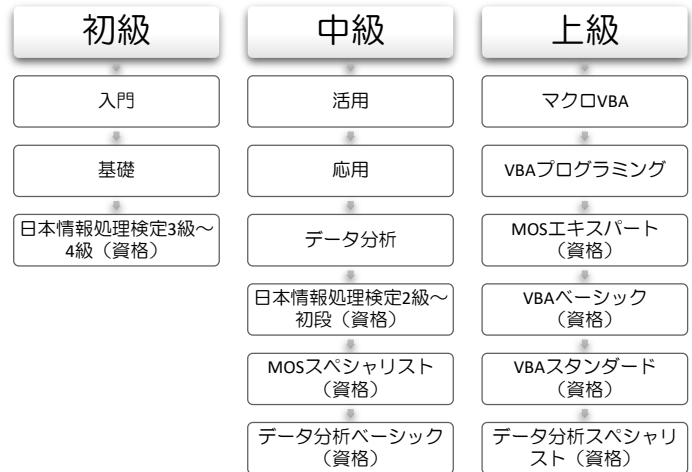 初級
入門
基礎
日本情報処理検定3級～
4級（資格）
中級
活用
応用
データ分析
日本情報処理検定2級～
初段（資格）
MOSスペシャリスト
（資格）
データ分析ベーシック
（資格）
上級
マクロVBA
VBAプログラミング
MOSエキスパート
（資格）
VBAベーシック
（資格）
VBAスタンダード
（資格）
データ分析スペシャリ
スト（資格）